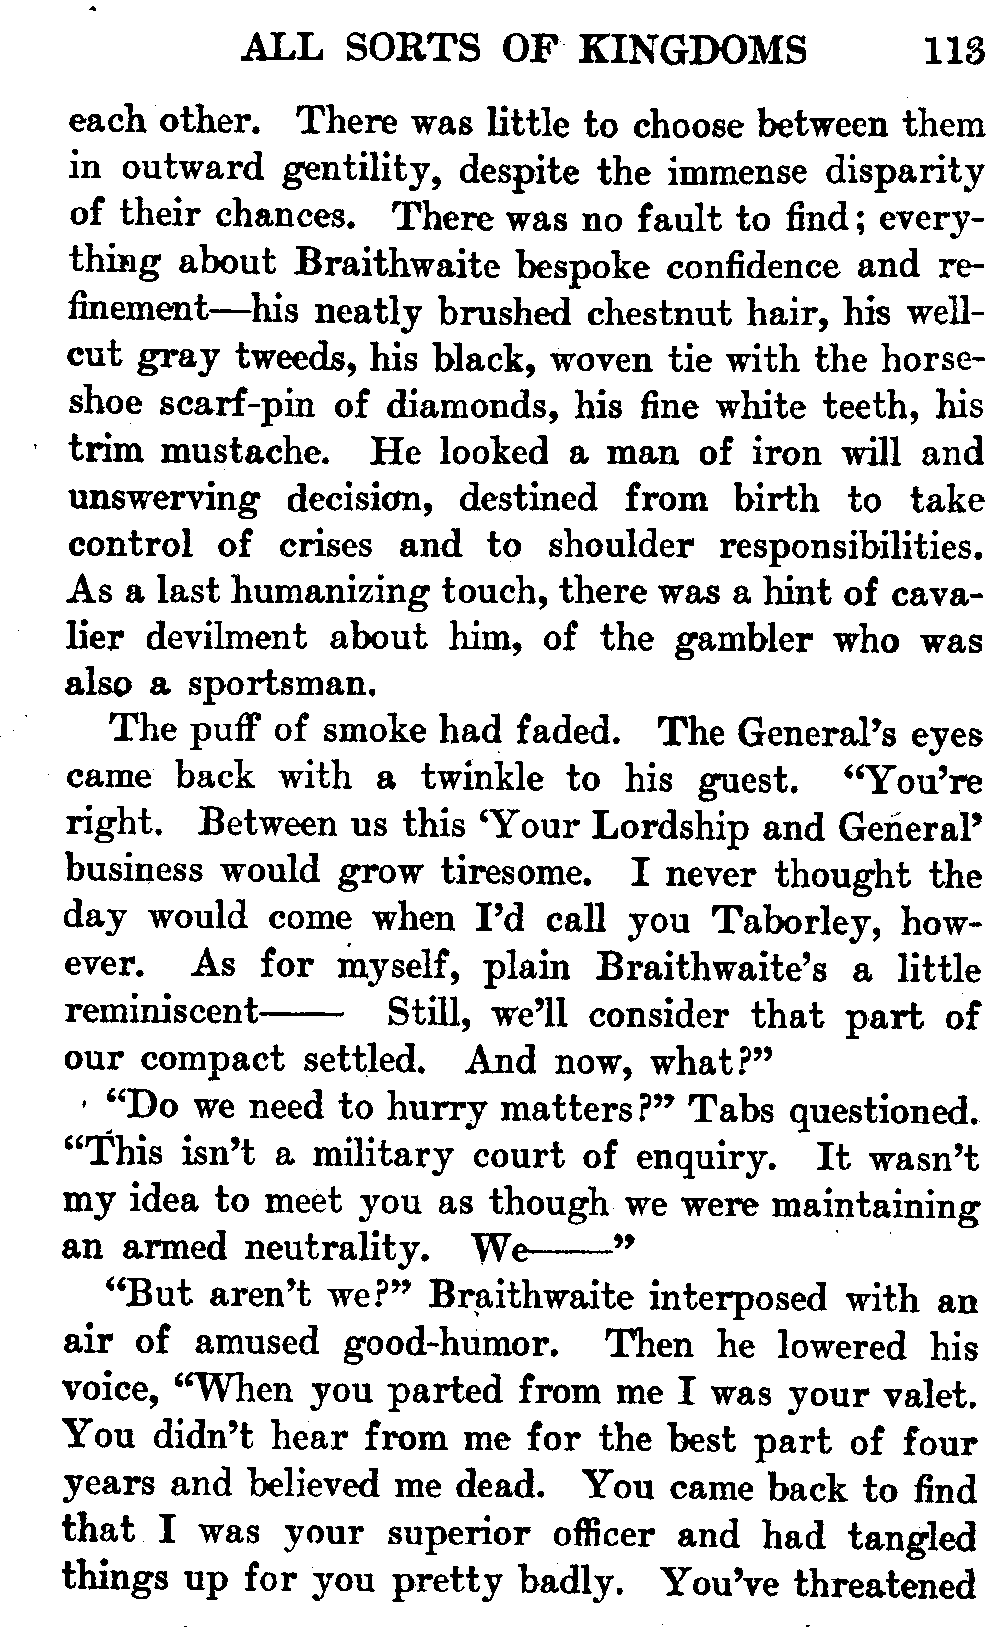 ALL SORTS OF KINGDOMS 113
each other. There was little to choose between them
in outward gentility, despite the immense disparity
of their chances. There was no fault to find; every-
thing about Braithwaite bespoke confidence and re-
finement—his neatly brushed chestnut hair, his well-
cut gray tweeds, his black, woven tie with the horse-
shoe scarf-pin of diamonds, his fine white teeth, his
trim mustache. He looked a man of iron will and
unswerving decision, destined from birth to take
control of crises and to shoulder responsibilities.
As a last humanizing touch, there was a hint of cava-
lier devilment about him, of the gambler who was
also a sportsman.
The puff of smoke had faded. The General's eyes
came back with a twinkle to his guest. “You're
right. Between us this ‘Your Lordship and General’
business would grow tiresome. I never thought the
day would come when I'd call you Taborley, how-
ever. As for myself, plain Braithwaite's a little
reminiscent—— Still, we'll consider that part of
our compact settled. And now, what?”
“Do we need to hurry matters?” Tabs questioned.
“This isn't a military court of enquiry. It wasn't
my idea to meet you as though we were maintaining
an armed neutrality. We——”
“But aren't we?” Braithwaite interposed with an
air of amused good-humor. Then he lowered his
voice, “When you parted from me I was your valet.
You didn't hear from me for the best part of four
years and believed me dead. You came back to find
that I was your superior officer and had tangled
things up for you pretty badly. You've threatened